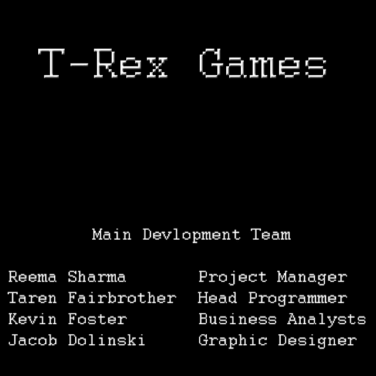 T-Rex Games
Main Devlopment Team
Reema Sharma Project Manager
Taren Fairbrother Head Programmer
Kevin Foster Business Analysts
Jacob Dolinski Graphic Designer